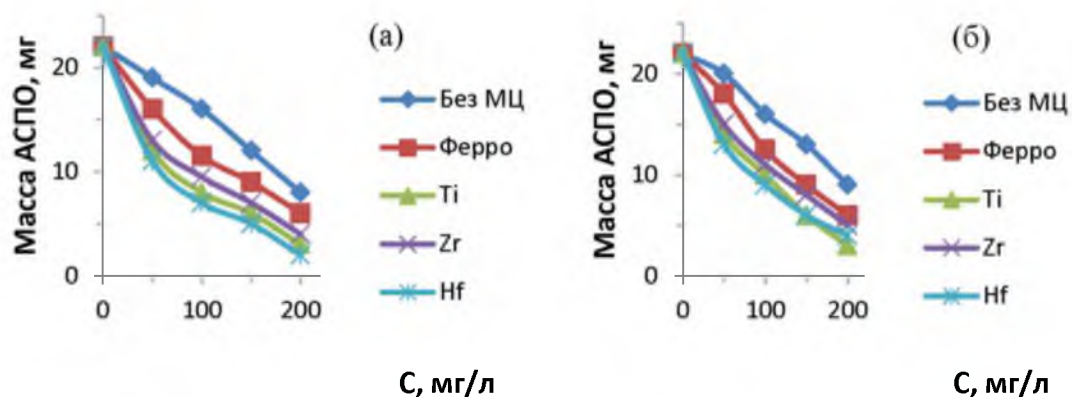 Масса АСПО, мг
20
10
0
0
100
200
С, мг/л
(а)
Без МЦ
Ферро
Ti
Zr
Hf
Масса АСПО, мг
20
10
0
0
100
200
С, мг/л
(б)
Без МЦ
Ферро
Ti
Zr
Hf